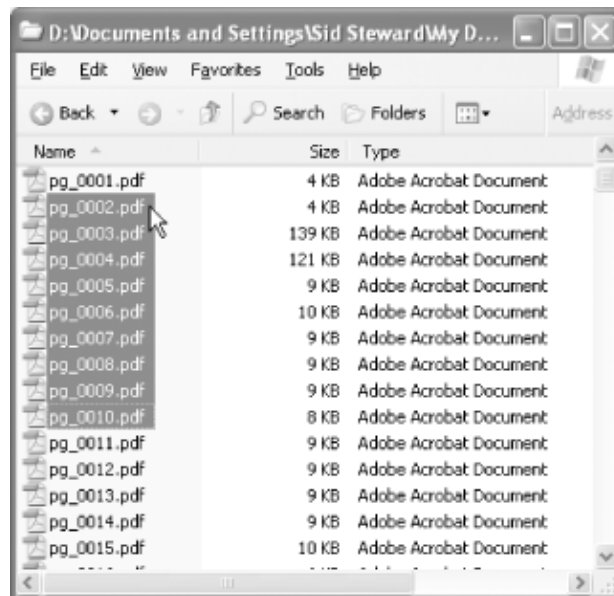 D:\Documents and Settings\Sid Steward\My D...
File Edit View Favorites Tools Help
Back Search Folders Address
Name Size Type
pg_0001.pdf 4 KB Adobe Acrobat Document
pg_0002.pdf 4 KB Adobe Acrobat Document
pg_0003.pdf 139 KB Adobe Acrobat Document
pg_0004.pdf 121 KB Adobe Acrobat Document
pg_0005.pdf 9 KB Adobe Acrobat Document
pg_0006.pdf 10 KB Adobe Acrobat Document
pg_0007.pdf 9 KB Adobe Acrobat Document
pg_0008.pdf 9 KB Adobe Acrobat Document
pg_0009.pdf 9 KB Adobe Acrobat Document
pg_0010.pdf 8 KB Adobe Acrobat Document
pg_0011.pdf 9 KB Adobe Acrobat Document
pg_0012.pdf 9 KB Adobe Acrobat Document
pg_0013.pdf 9 KB Adobe Acrobat Document
pg_0014.pdf 9 KB Adobe Acrobat Document
pg_0015.pdf 10 KB Adobe Acrobat Document